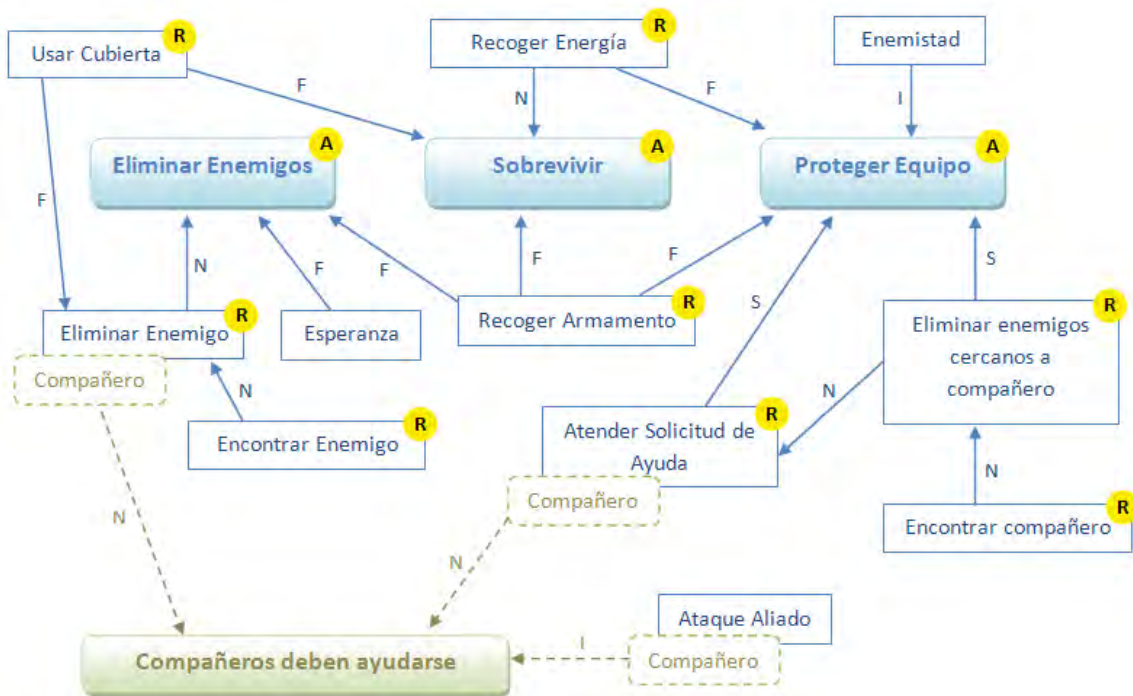 Usar Cubierta
R
Recoger Energía
R
Enemistad
F
N
F
I
Eliminar Enemigos
A
Sobrevivir
A
Proteger Equipo
A
F
N
F
F
F
F
S
S
Eliminar Enemigo
R
Esperanza
Recoger Armamento
R
Eliminar enemigos
cercanos a
compañero
R
Compañero
N
N
Encontrar Enemigo
R
Atender Solicitud de
Ayuda
R
Compañero
N
Encontrar compañero
R
N
N
Ataque Aliado
Compañero
I
Compañeros deben ayudarse